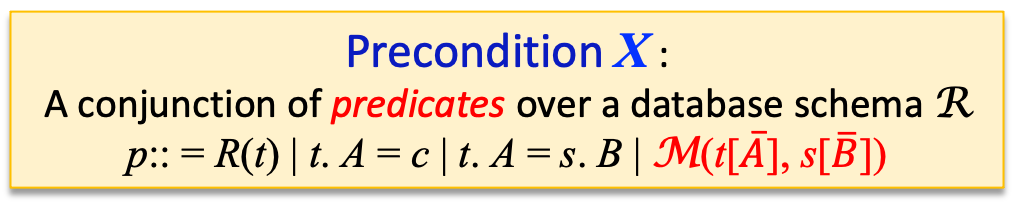 Precondition X :
A conjunction of predicates over a database schema ℛ
p:: = R(t) | t. A = c | t. A = s. B | ℳ(t[Ā], s[B̄])